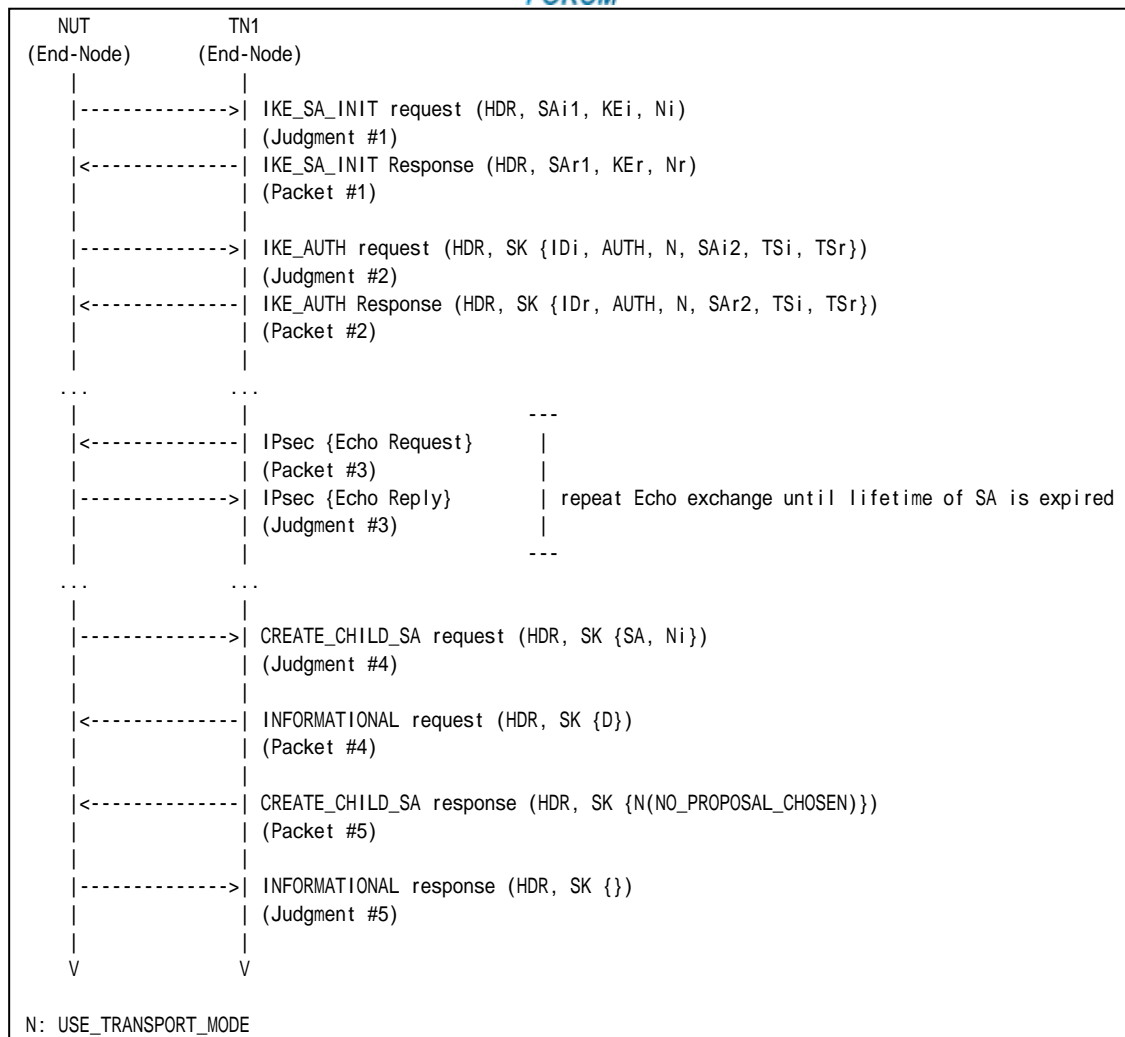 FORUM
NUT TN1
(End-Node) (End-Node)
| |
|-------------->| IKE_SA_INIT request (HDR, SAi1, KEi, Ni)
| | (Judgment #1)
|<--------------| IKE_SA_INIT Response (HDR, SAr1, KEr, Nr)
| | (Packet #1)
| |
|-------------->| IKE_AUTH request (HDR, SK {IDi, AUTH, N, SAi2, TSi, TSr})
| | (Judgment #2)
|<--------------| IKE_AUTH Response (HDR, SK {IDr, AUTH, N, SAr2, TSi, TSr})
| | (Packet #2)
| |
... ...
| | ---
|<--------------| IPsec {Echo Request} |
| | (Packet #3) |
|-------------->| IPsec {Echo Reply} | repeat Echo exchange until lifetime of SA is expired
| | (Judgment #3) |
| | ---
... ...
| |
|-------------->| CREATE_CHILD_SA request (HDR, SK {SA, Ni})
| | (Judgment #4)
| |
|<--------------| INFORMATIONAL request (HDR, SK {D})
| | (Packet #4)
| |
|<--------------| CREATE_CHILD_SA response (HDR, SK {N(NO_PROPOSAL_CHOSEN)})
| | (Packet #5)
| |
|-------------->| INFORMATIONAL response (HDR, SK {})
| | (Judgment #5)
| |
V V
N: USE_TRANSPORT_MODE